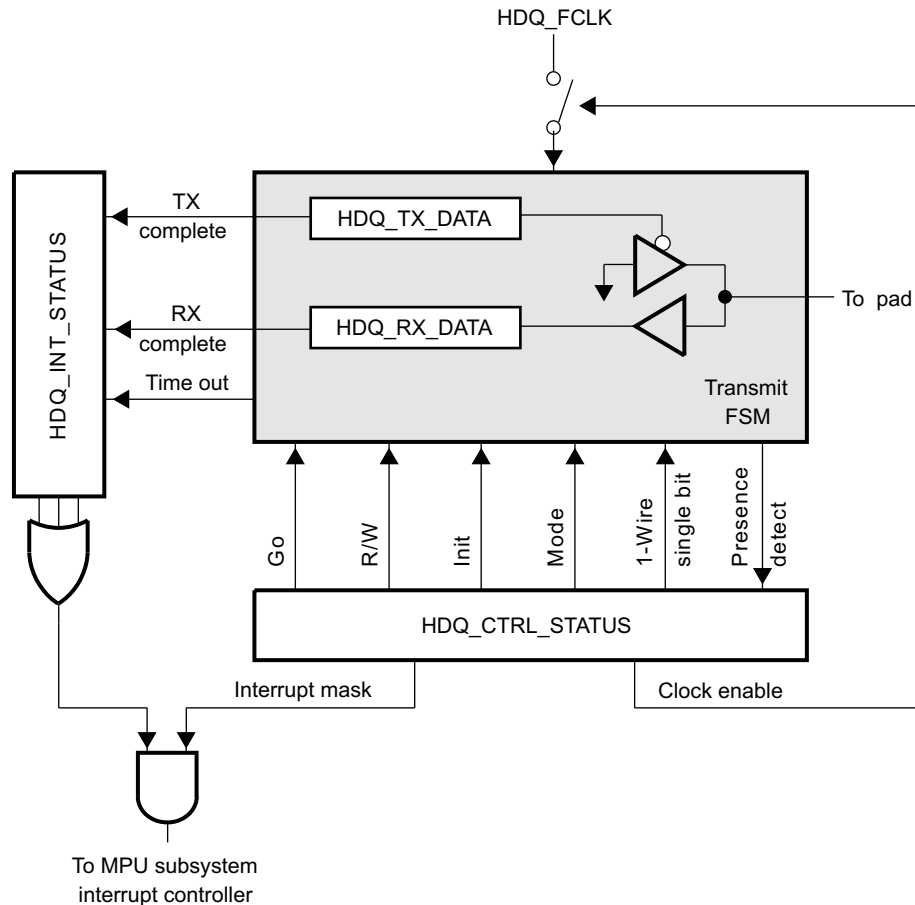 HDQ_FCLK
TX
complete
HDQ_TX_DATA
HDQ_INT_STATUS
RX
complete
HDQ_RX_DATA
To pad
Time out
Transmit
FSM
Go
R/W
Init
Mode
1-Wire
single bit
Presence
detect
HDQ_CTRL_STATUS
Interrupt mask
Clock enable
To MPU subsystem
interrupt controller